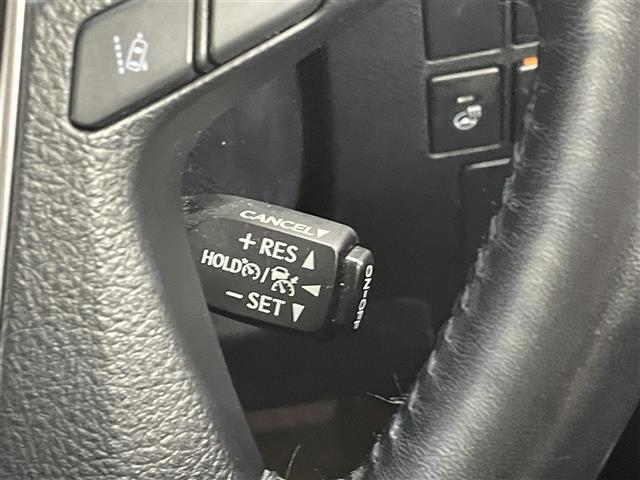 CANCEL▼
+ RES ▲
HOLD / ◀
− SET ▼
ON-OFF